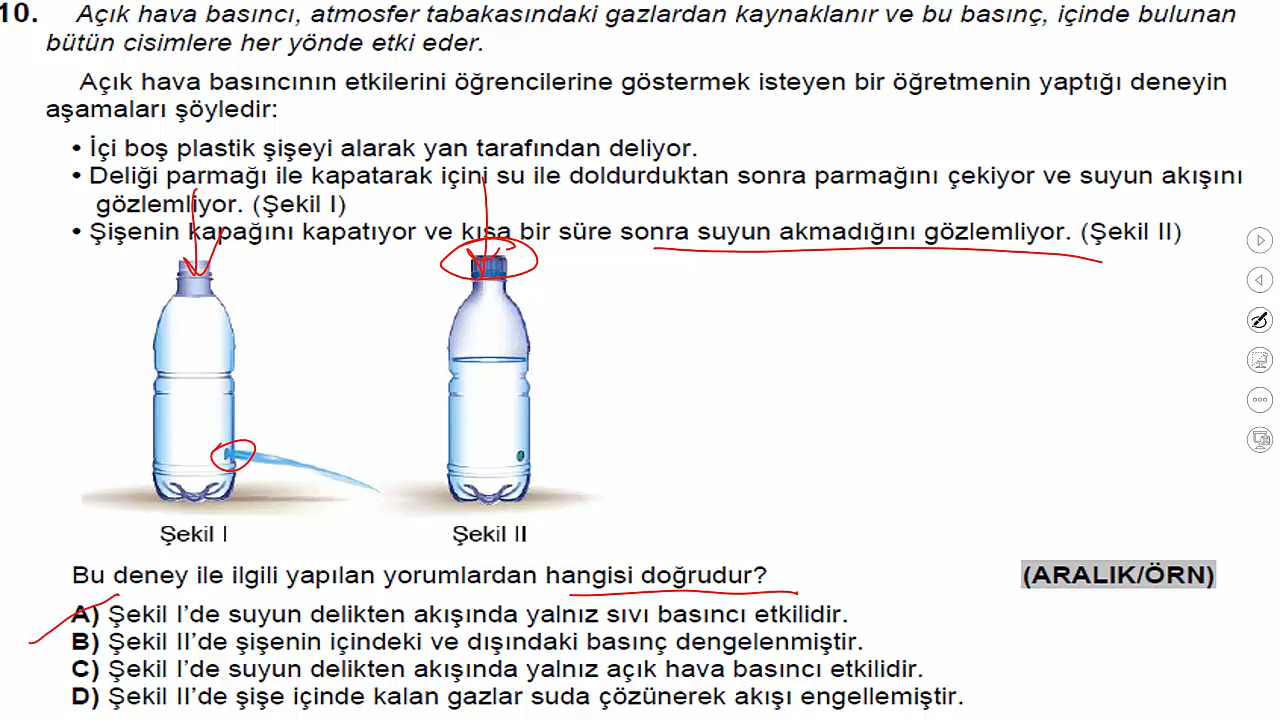 10. Açık hava basıncı, atmosfer tabakasındaki gazlardan kaynaklanır ve bu basınç, içinde bulunan
bütün cisimlere her yönde etki eder.
Açık hava basıncının etkilerini öğrencilerine göstermek isteyen bir öğretmenin yaptığı deneyin
aşamaları şöyledir:
• İçi boş plastik şişeyi alarak yan tarafından deliyor.
• Deliği parmağı ile kapatarak içini su ile doldurduktan sonra parmağını çekiyor ve suyun akışını
gözlemliyor. (Şekil I)
• Şişenin kapağını kapatıyor ve kısa bir süre sonra suyun akmadığını gözlemliyor. (Şekil II)
Şekil I
Şekil II
Bu deney ile ilgili yapılan yorumlardan hangisi doğrudur? (ARALIK/ÖRN)
A) Şekil I’de suyun delikten akışında yalnız sıvı basıncı etkilidir.
B) Şekil II’de şişenin içindeki ve dışındaki basınç dengelenmiştir.
C) Şekil I’de suyun delikten akışında yalnız açık hava basıncı etkilidir.
D) Şekil II’de şişe içinde kalan gazlar suda çözünerek akışı engellemiştir.